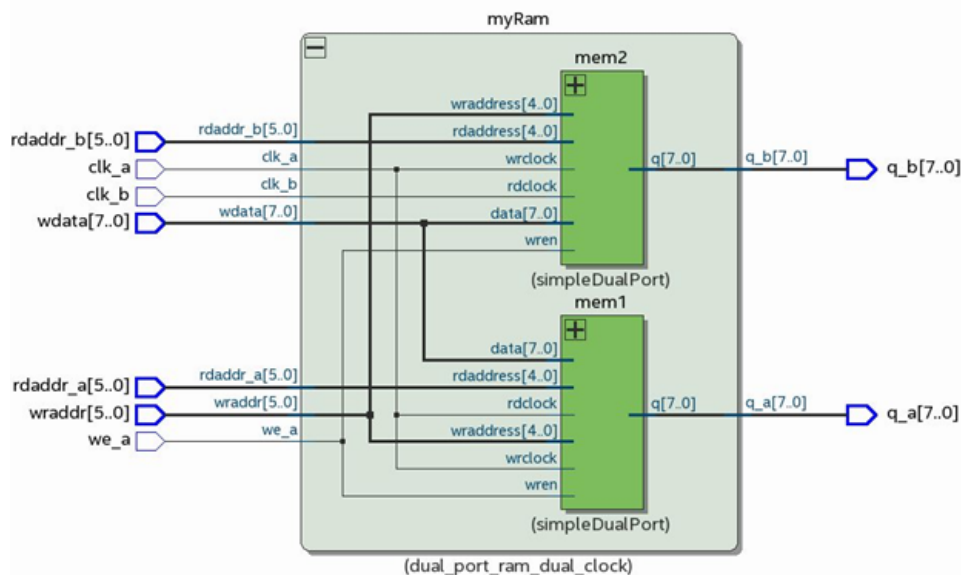 myRam
mem2
wraddress[4..0]
rdaddr_b[5..0] rdaddr_b[5..0] rdaddress[4..0]
clk_a clk_a wrclock q[7..0] q_b[7..0] q_b[7..0]
clk_b clk_b rdclock
wdata[7..0] wdata[7..0] data[7..0]
wren
(simpleDualPort)
mem1
data[7..0]
rdaddr_a[5..0] rdaddr_a[5..0] rdaddress[4..0]
wraddr[5..0] wraddr[5..0] rdclock q[7..0] q_a[7..0] q_a[7..0]
we_a we_a wraddress[4..0]
wrclock
wren
(simpleDualPort)
(dual_port_ram_dual_clock)